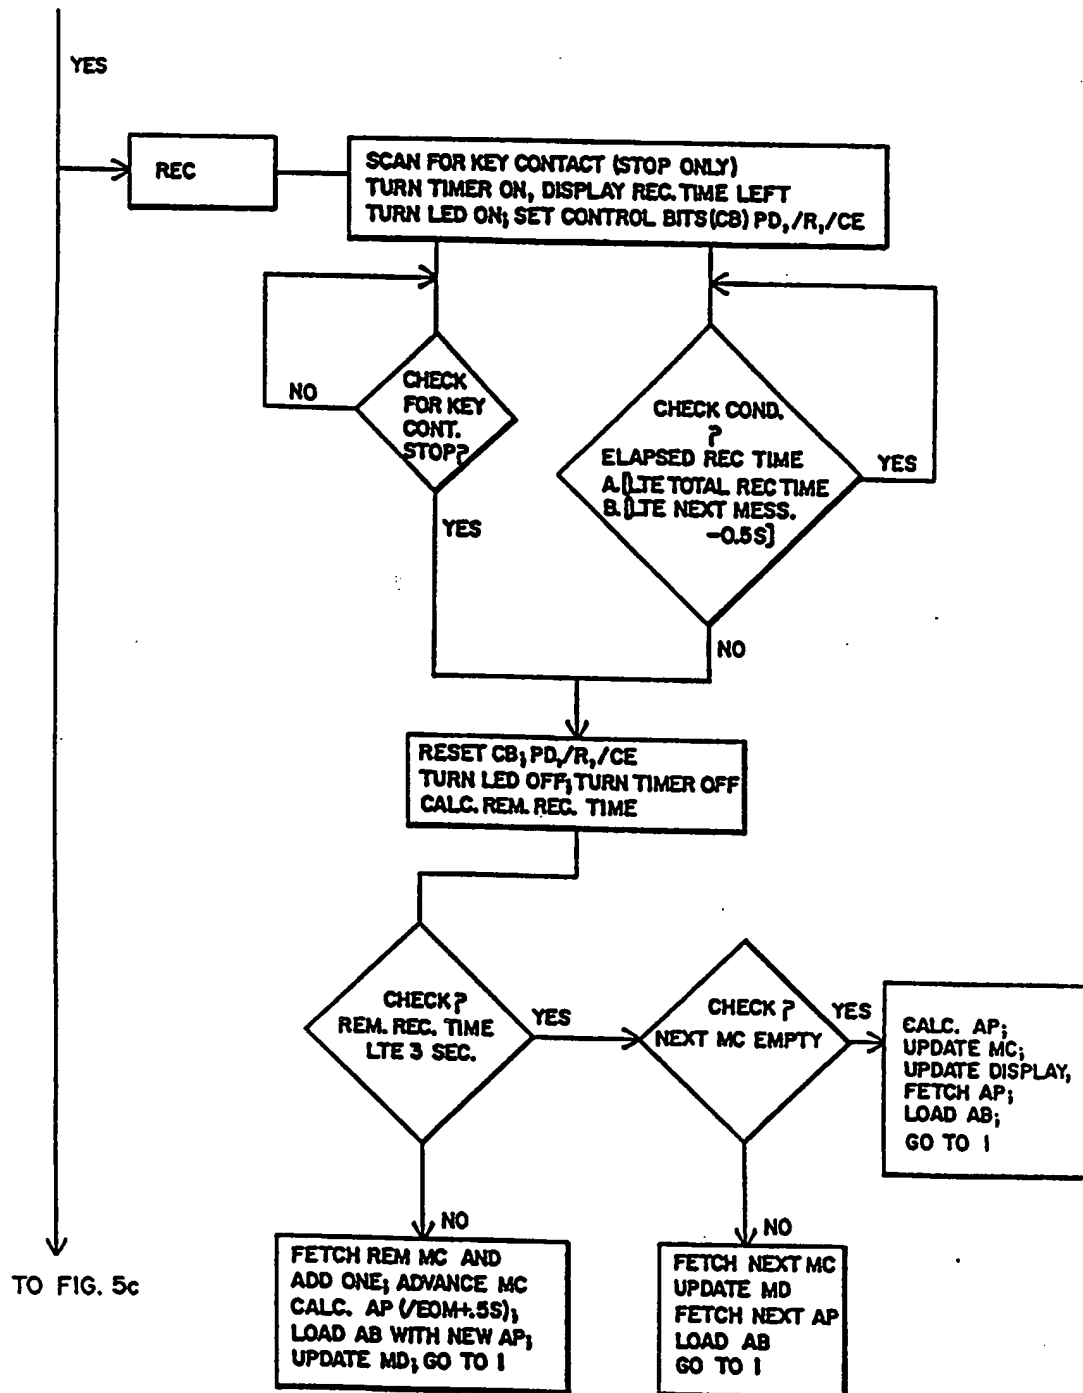 YES
REC
SCAN FOR KEY CONTACT (STOP ONLY)
TURN TIMER ON, DISPLAY REC. TIME LEFT
TURN LED ON; SET CONTROL BITS (CB) PD,/R,/CE
NO
CHECK
FOR KEY
CONT.
STOP?
YES
CHECK COND.
?
ELAPSED REC TIME
A.[LTE TOTAL REC TIME
B.[LTE NEXT MESS.
-0.5S]
YES
NO
RESET CB; PD,/R,/CE
TURN LED OFF; TURN TIMER OFF
CALC. REM. REC. TIME
CHECK?
REM. REC. TIME
LTE 3 SEC.
YES
CHECK ?
NEXT MC EMPTY
YES
CALC. AP;
UPDATE MC;
UPDATE DISPLAY,
FETCH AP;
LOAD AB;
GO TO 1
NO
FETCH REM MC AND
ADD ONE; ADVANCE MC
CALC. AP (/EOM+.5S);
LOAD AB WITH NEW AP;
UPDATE MD; GO TO 1
NO
FETCH NEXT MC
UPDATE MD
FETCH NEXT AP
LOAD AB
GO TO 1
TO FIG. 5c